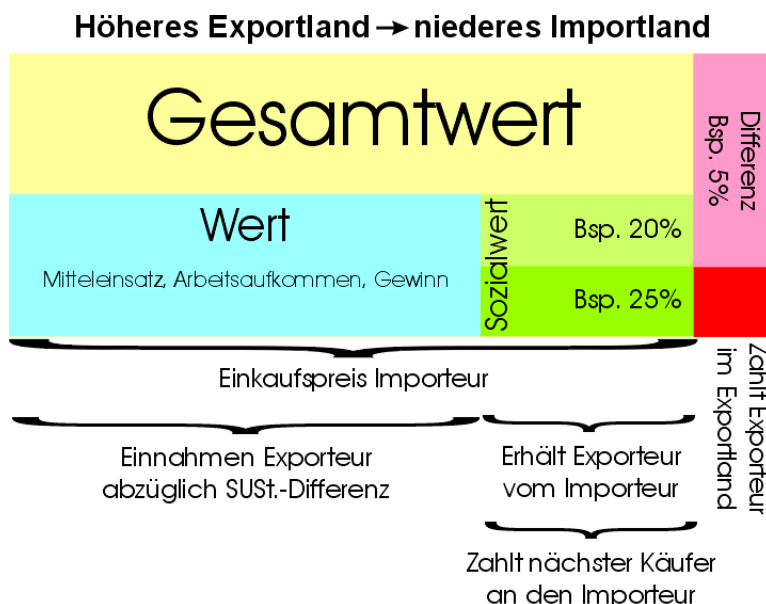 Höheres Exportland → niederes Importland
Gesamtwert
Differenz
Bsp. 5%
Wert
Mitteleinsatz, Arbeitsaufkommen, Gewinn
Sozialwert
Bsp. 20%
Bsp. 25%
Einkaufspreis Importeur
Zahlt Exporteur
im Exportland
Einnahmen Exporteur
abzüglich SUSt.-Differenz
Erhält Exporteur
vom Importeur
Zahlt nächster Käufer
an den Importeur